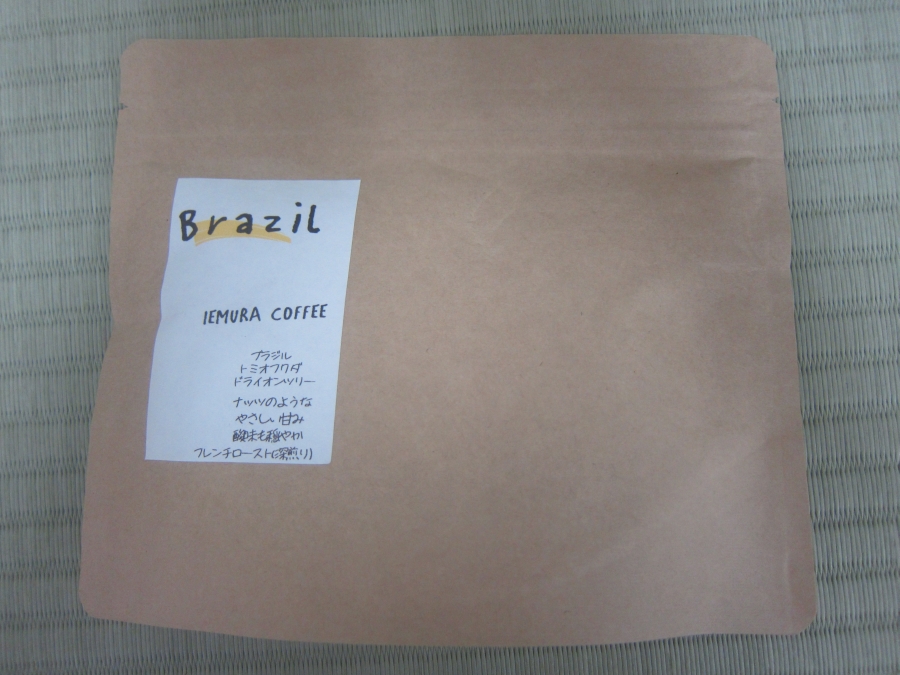 Brazil
IEMURA COFFEE
ブラジル
トミオフクダ
ドライオンツリー
ナッツのような
やさしい甘み
酸味も穏やか
フレンチロースト(深煎り)